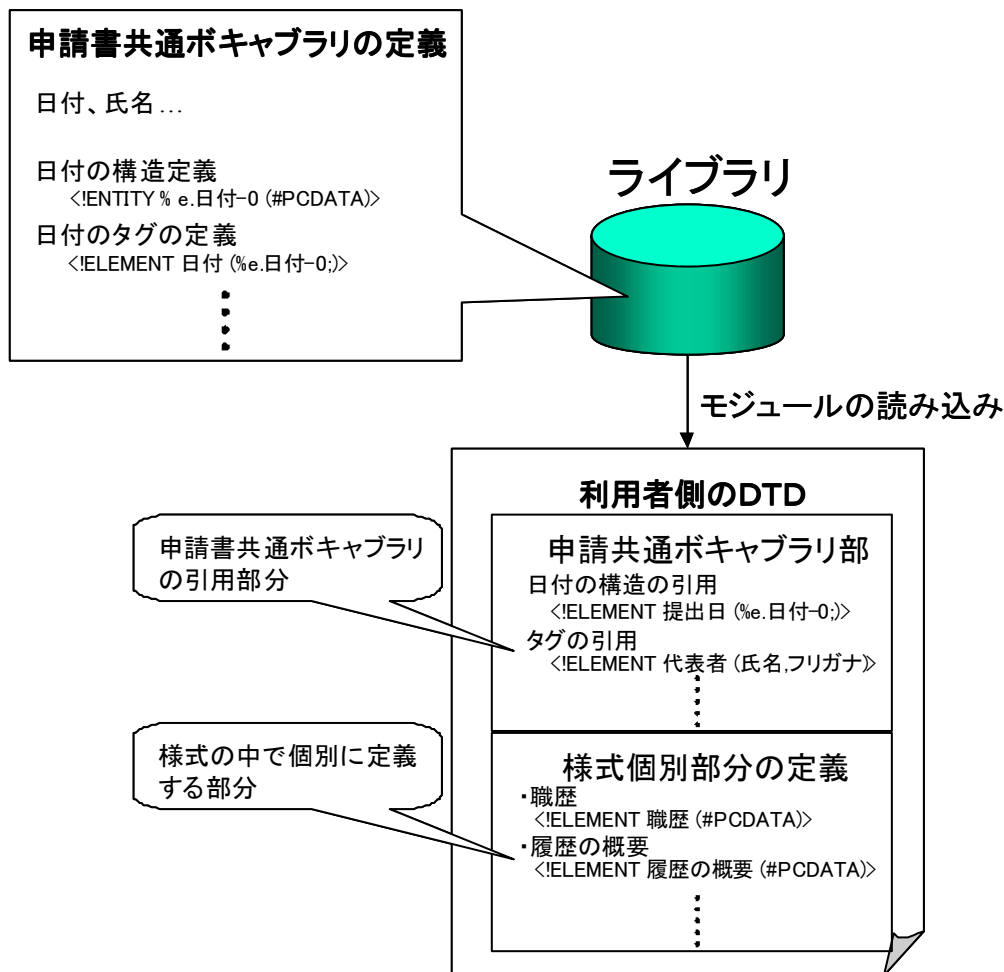 申請書共通ボキャブラリの定義
日付、氏名…
日付の構造定義
<!ENTITY % e.日付-0 (#PCDATA)>
日付のタグの定義
<!ELEMENT 日付 (%e.日付-0;)>
ライブラリ
モジュールの読み込み
利用者側のDTD
申請書共通ボキャブラリ
の引用部分
申請共通ボキャブラリ部
日付の構造の引用
<!ELEMENT 提出日 (%e.日付-0;)>
タグの引用
<!ELEMENT 代表者 (氏名,フリガナ)>
様式の中で個別に定義
する部分
様式個別部分の定義
・職歴
<!ELEMENT 職歴 (#PCDATA)>
・履歴の概要
<!ELEMENT 履歴の概要 (#PCDATA)>